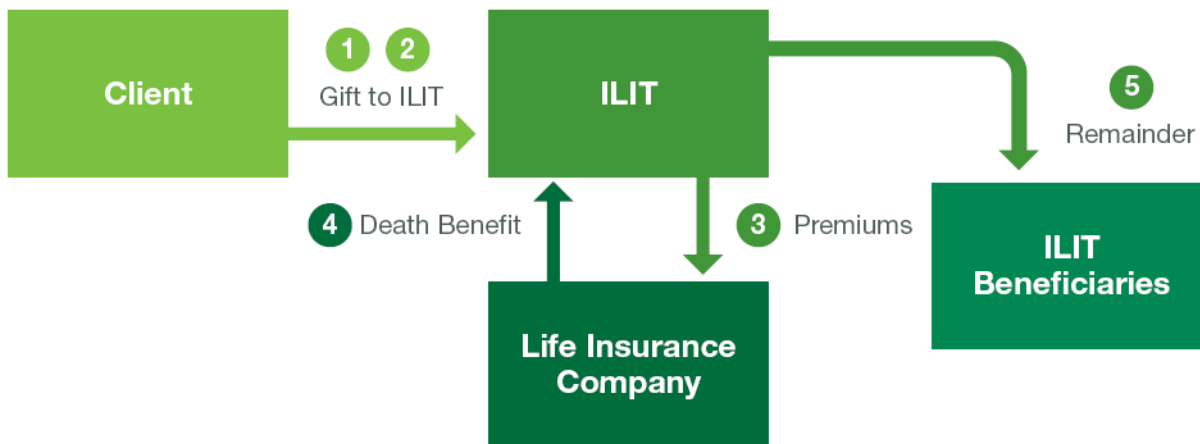 Client
1 2
Gift to ILIT
ILIT
5
Remainder
4 Death Benefit
3 Premiums
ILIT
Beneficiaries
Life Insurance
Company